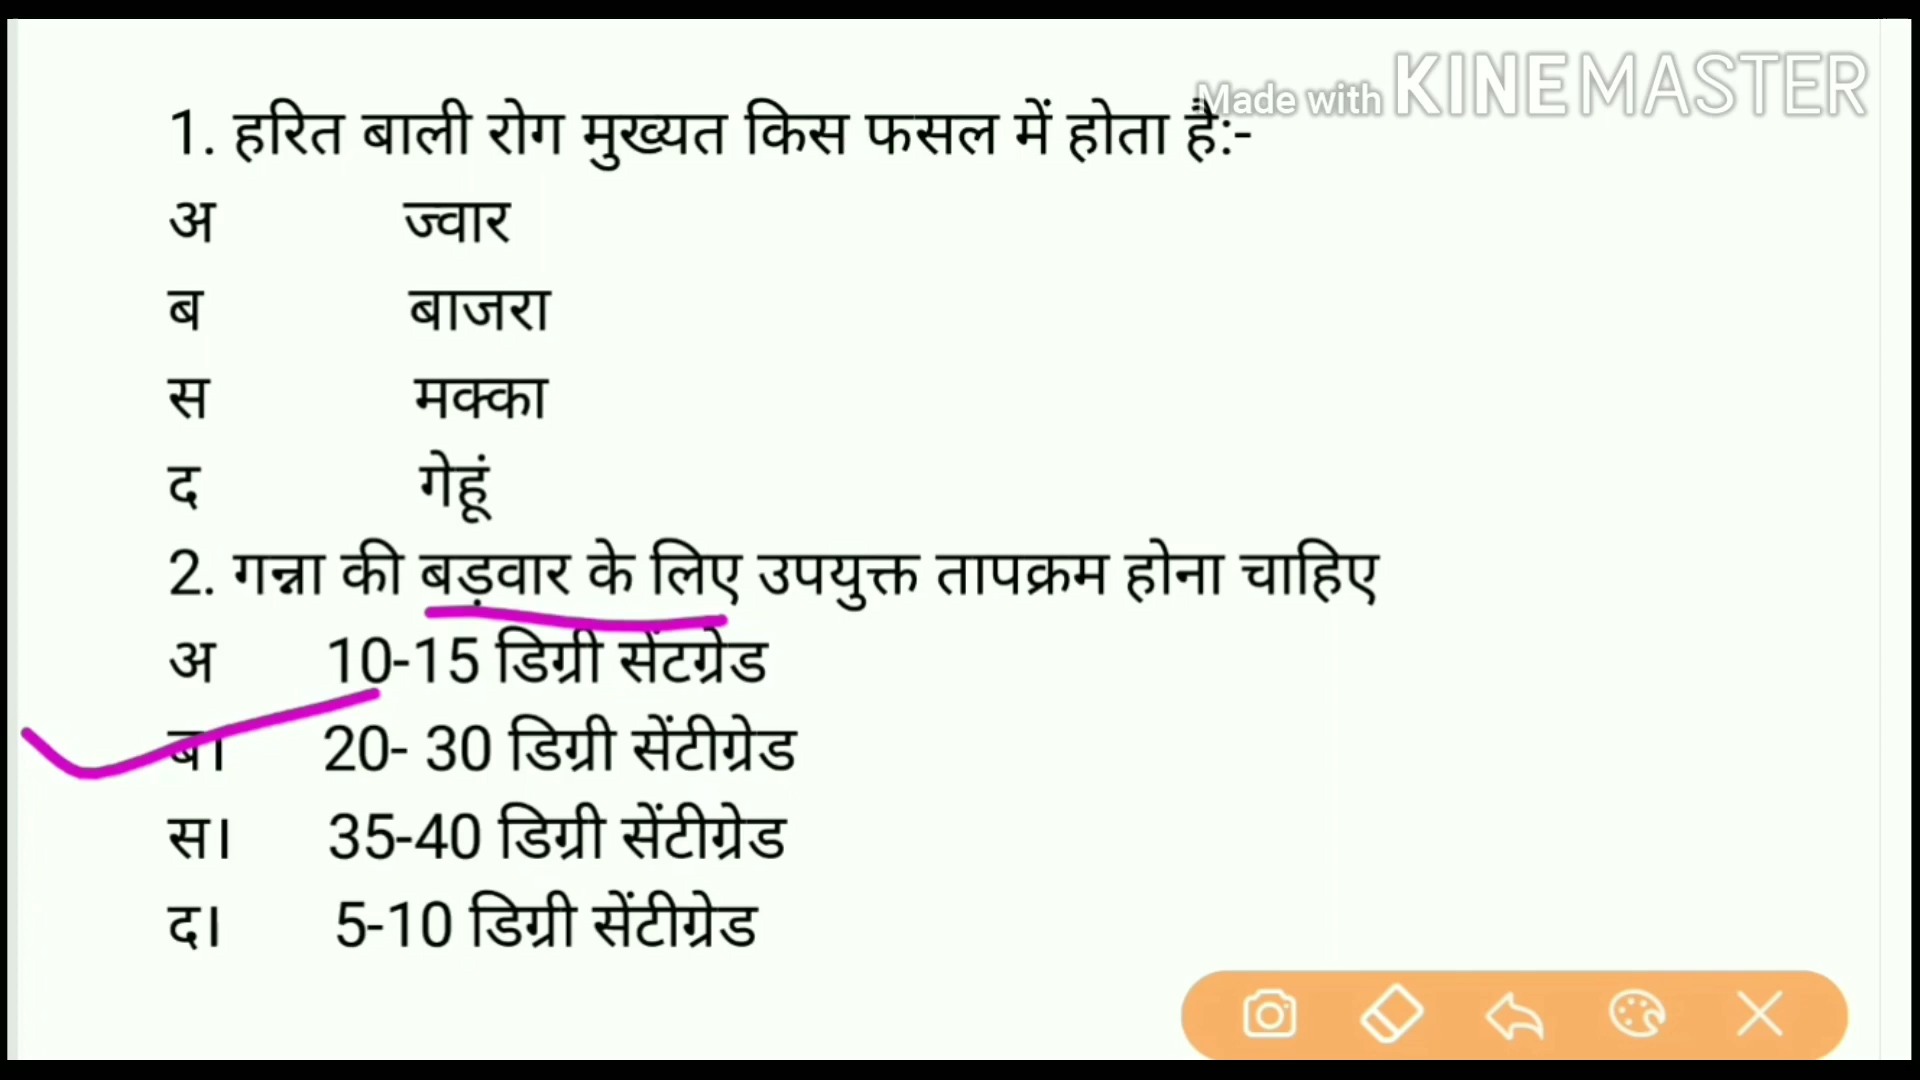 Made with KINEMASTER
1. हरित बाली रोग मुख्यत किस फसल में होता है:-
अ ज्वार
ब बाजरा
स मक्का
द गेहूं
2. गन्ना की बड़वार के लिए उपयुक्त तापक्रम होना चाहिए
अ 10-15 डिग्री सेंटग्रेड
ब। 20- 30 डिग्री सेंटीग्रेड
स। 35-40 डिग्री सेंटीग्रेड
द। 5-10 डिग्री सेंटीग्रेड